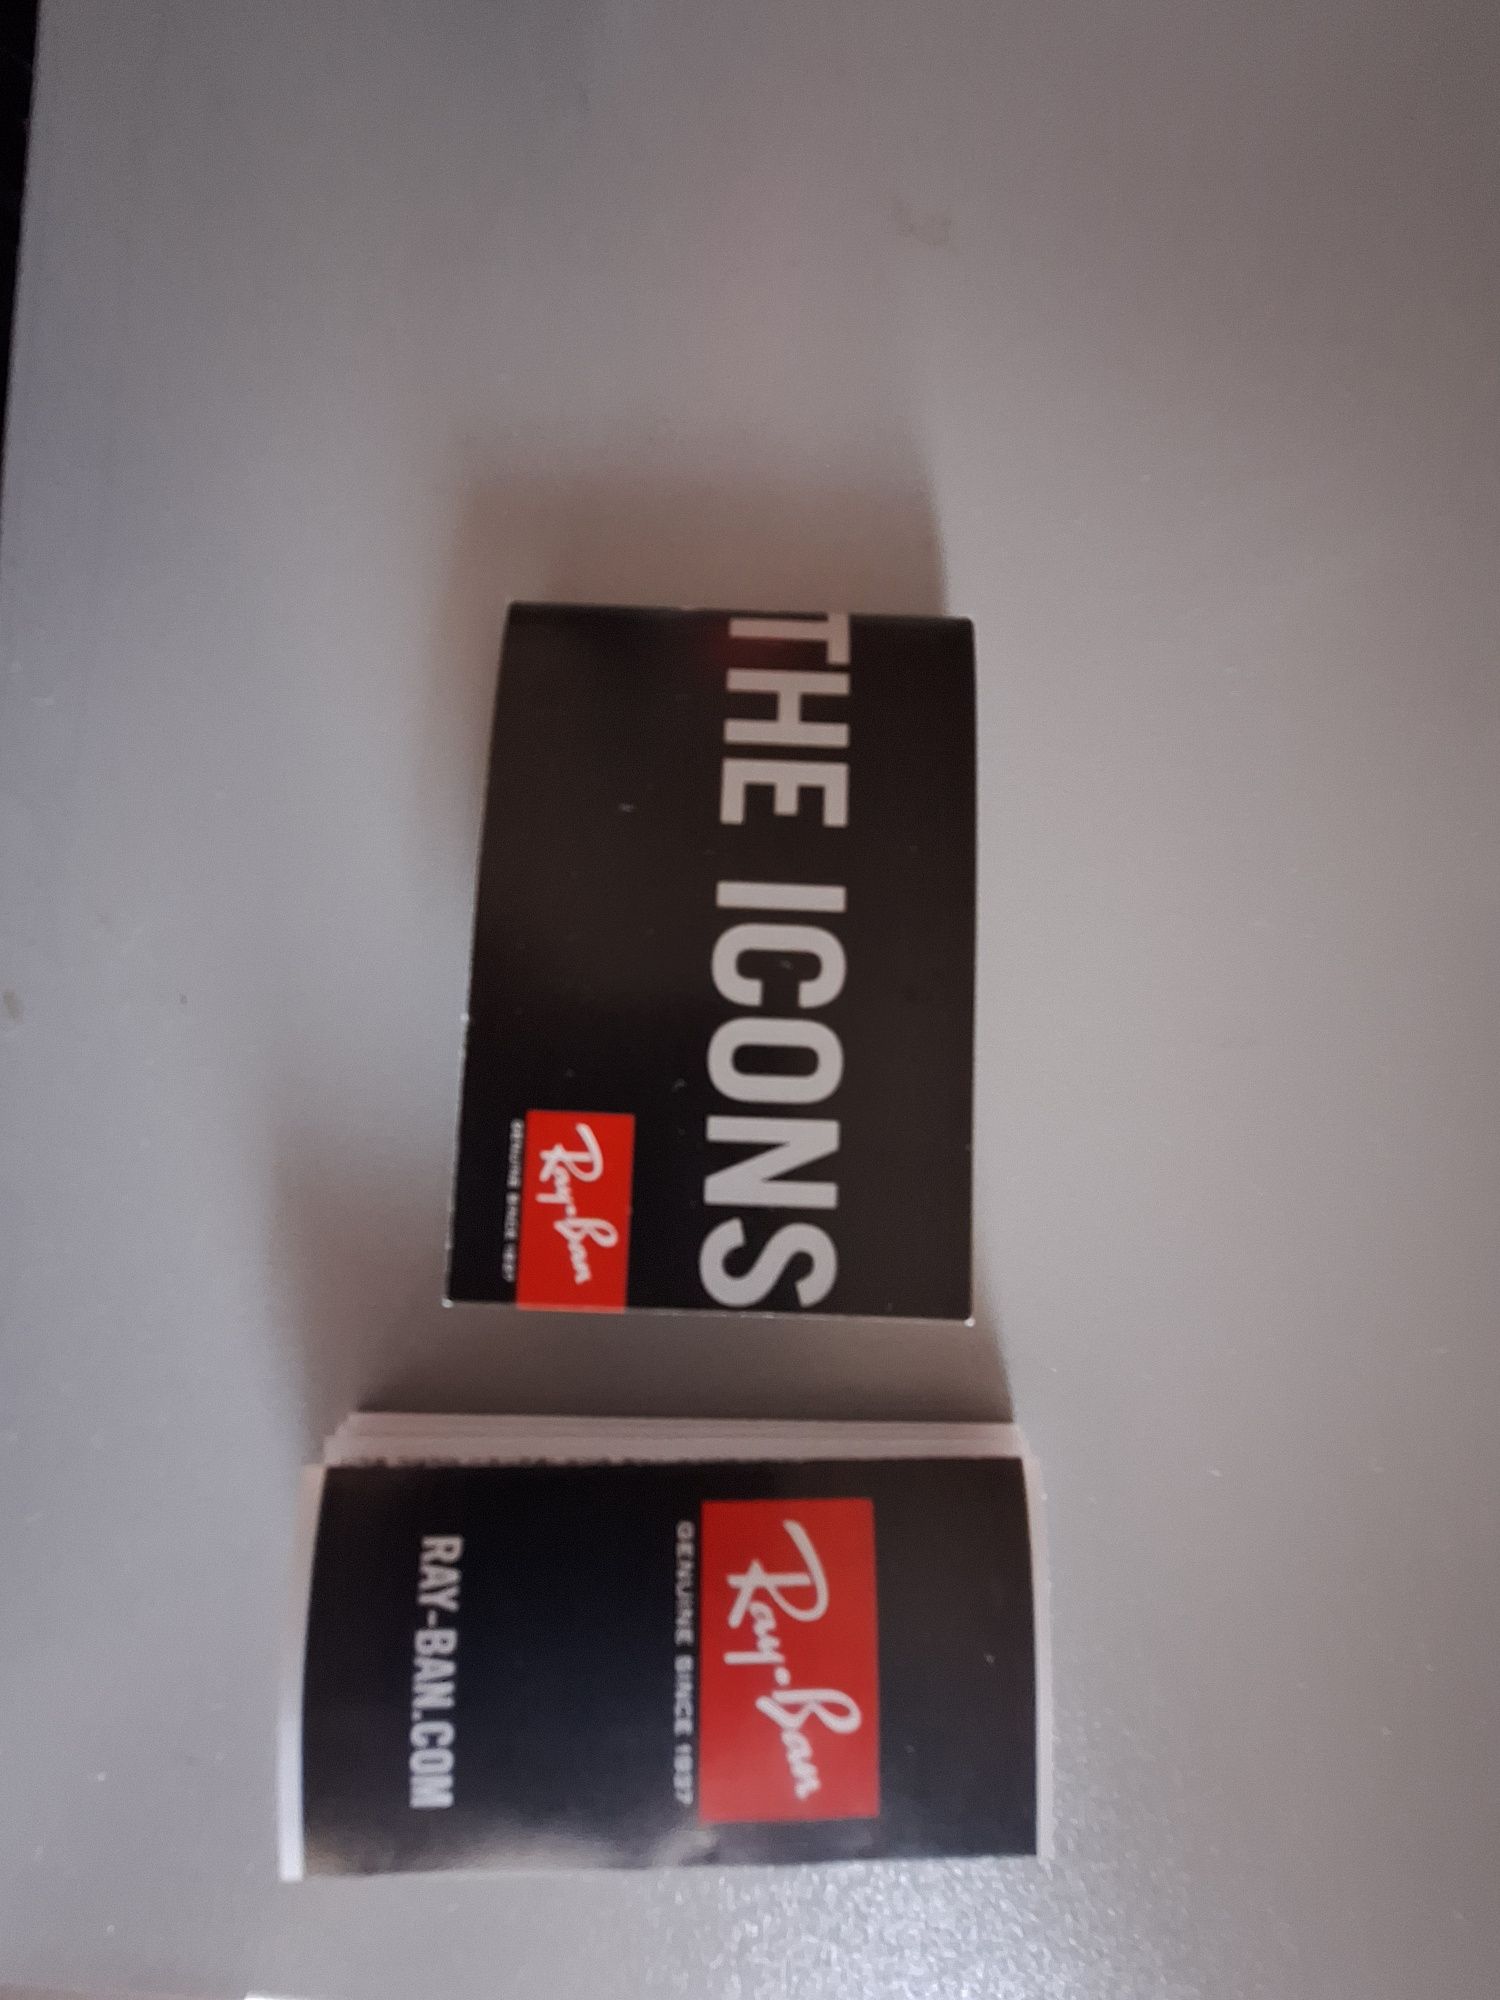 THE ICONS
Ray-Ban
GENUINE SINCE 1937
Ray-Ban
GENUINE SINCE 1937
RAY-BAN.COM